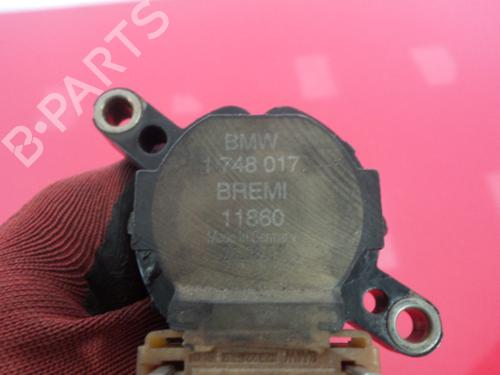 B-PARTS
BMW
1 748 017
BREMI
11860
Made in Germany